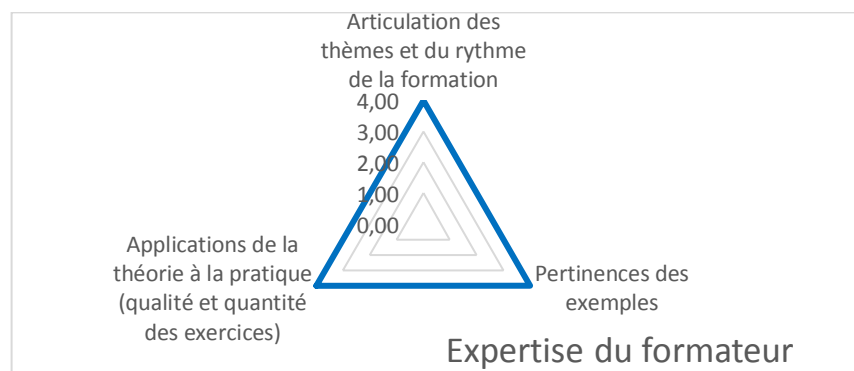 Articulation des
thèmes et du rythme
de la formation
4,00
3,00
2,00
1,00
0,00
Applications de la
théorie à la pratique
(qualité et quantité
des exercices)
Pertinences des
exemples
Expertise du formateur